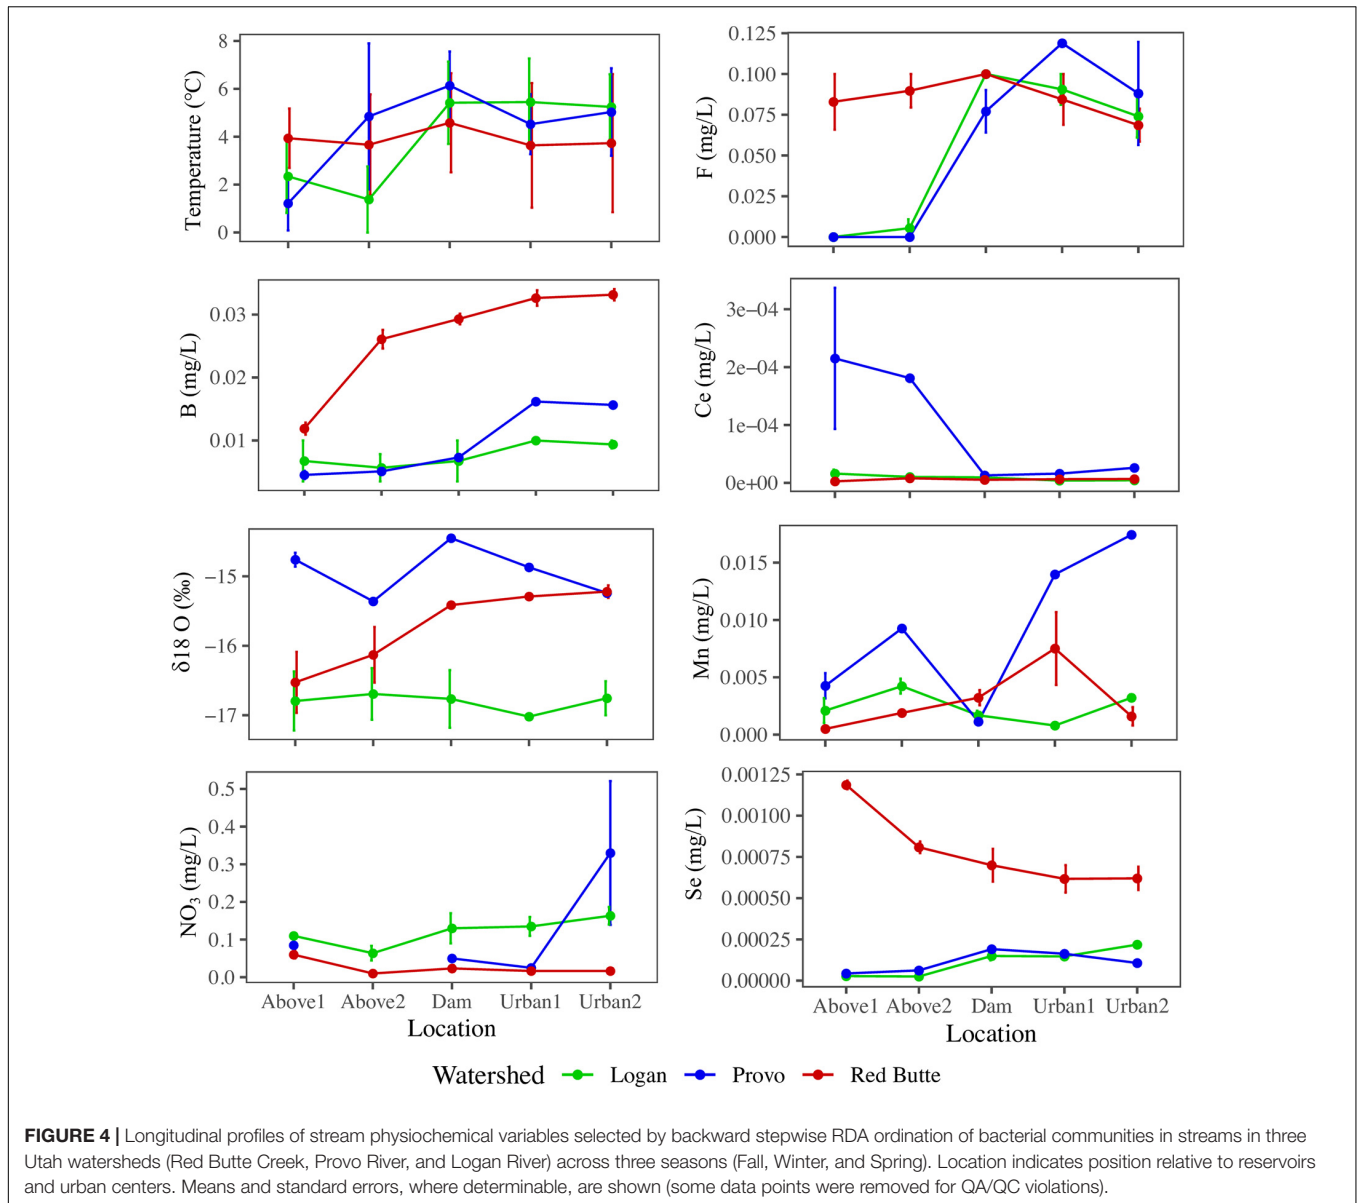 8
6
4
2
0
Temperature (°C)
0.125
0.100
0.075
0.050
0.025
0.000
F (mg/L)
0.03
0.02
0.01
B (mg/L)
3e−04
2e−04
1e−04
0e+00
Ce (mg/L)
−15
−16
−17
δ18 O (‰)
0.015
0.010
0.005
0.000
Mn (mg/L)
0.5
0.4
0.3
0.2
0.1
0.0
NO₃ (mg/L)
Above1 Above2 Dam Urban1 Urban2
Location
0.00125
0.00100
0.00075
0.00050
0.00025
0.00000
Se (mg/L)
Above1 Above2 Dam Urban1 Urban2
Location
Watershed Logan Provo Red Butte
FIGURE 4 | Longitudinal profiles of stream physiochemical variables selected by backward stepwise RDA ordination of bacterial communities in streams in three
Utah watersheds (Red Butte Creek, Provo River, and Logan River) across three seasons (Fall, Winter, and Spring). Location indicates position relative to reservoirs
and urban centers. Means and standard errors, where determinable, are shown (some data points were removed for QA/QC violations).